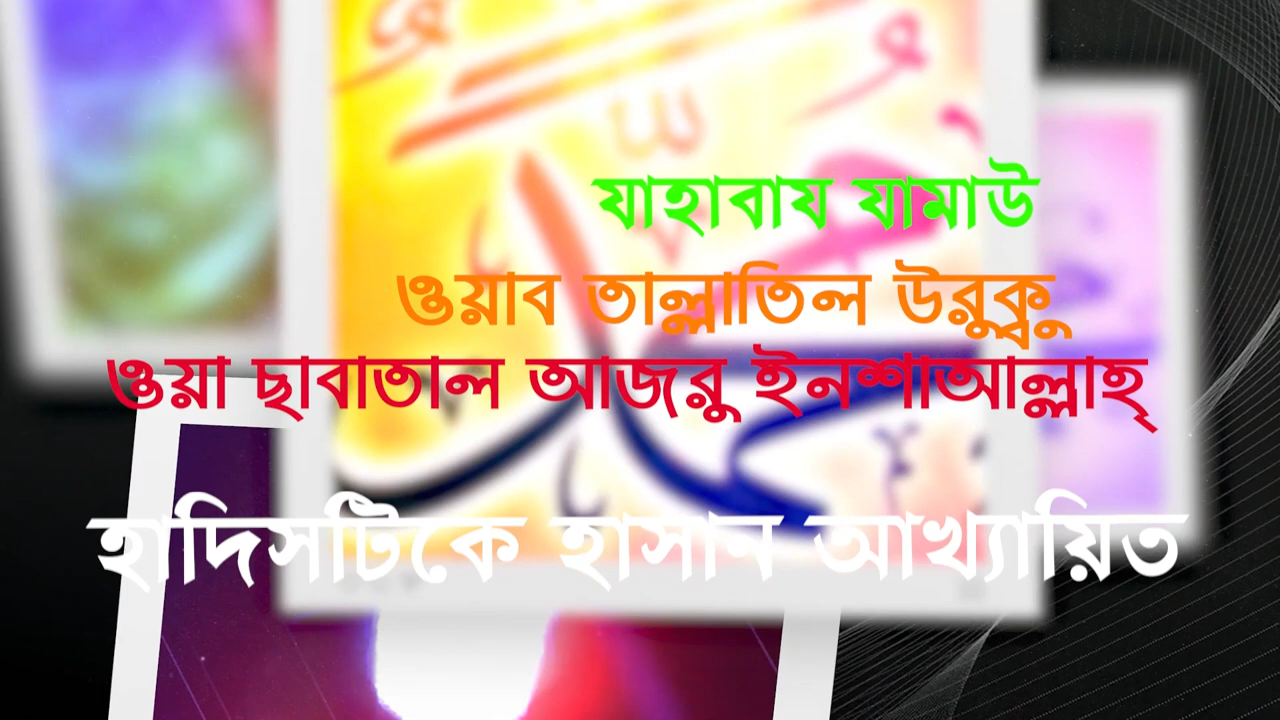 যাহাবায যামাউ
ওয়াব তাল্লাতিল উরুক্বু
ওয়া ছাবাতাল আজরু ইনশাআল্লাহ্
হাদিসটিকে হাসান আখ্যায়িত